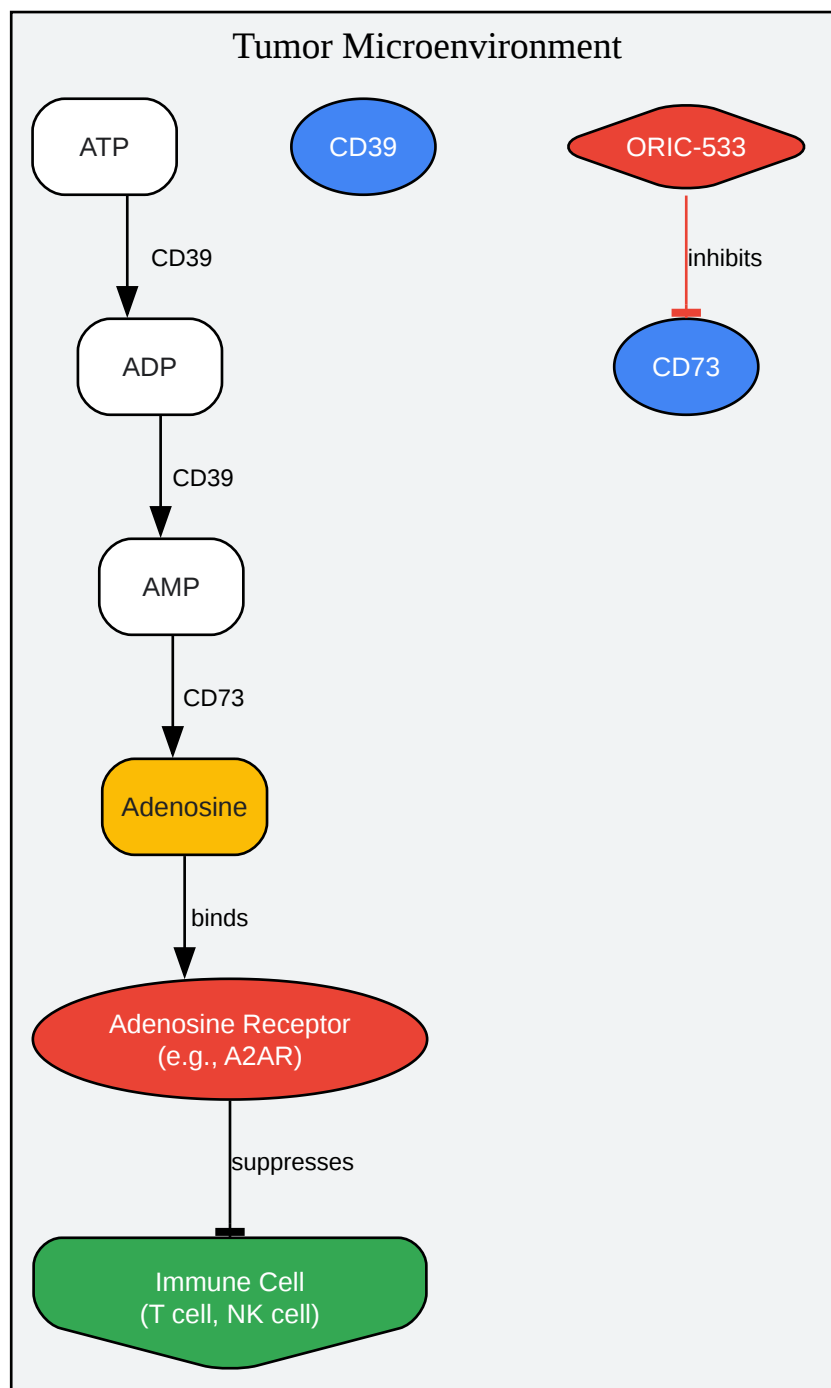 Tumor Microenvironment
ATP
CD39
ORIC-533
CD39
inhibits
ADP
CD73
CD39
AMP
CD73
Adenosine
binds
Adenosine Receptor
(e.g., A2AR)
suppresses
Immune Cell
(T cell, NK cell)